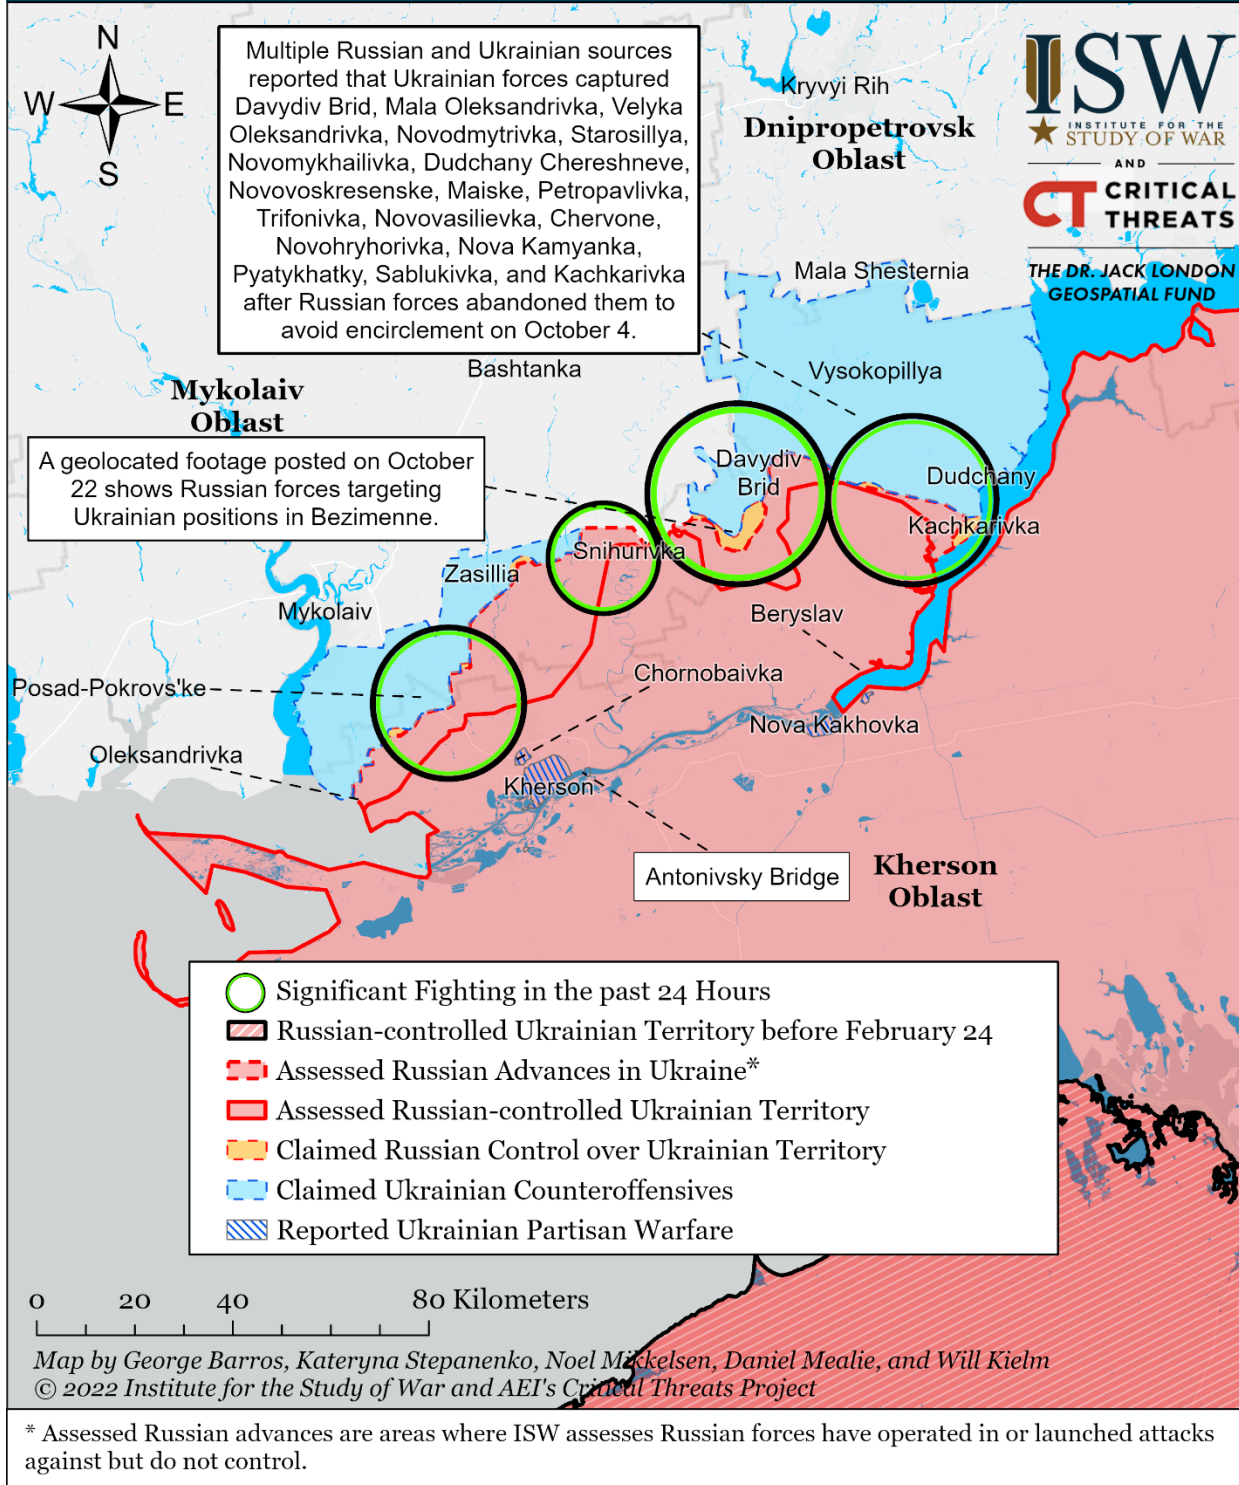 N
W
E
S
Multiple Russian and Ukrainian sources
reported that Ukrainian forces captured
Davydiv Brid, Mala Oleksandrivka, Velyka
Oleksandrivka, Novodmytrivka, Starosillya,
Novomykhailivka, Dudchany Chereshneve,
Novovoskresenske, Maiske, Petropavlivka,
Trifonivka, Novovasilievka, Chervone,
Novohryhorivka, Nova Kamyanka,
Pyatykhatky, Sablukivka, and Kachkarivka
after Russian forces abandoned them to
avoid encirclement on October 4.
Kryvyi Rih
Dnipropetrovsk
Oblast
ISW
INSTITUTE FOR THE
STUDY OF WAR
AND
CT CRITICAL
THREATS
THE DR. JACK LONDON
GEOSPATIAL FUND
Mala Shesternia
Bashtanka
Vysokopillya
Mykolaiv
Oblast
A geolocated footage posted on October
22 shows Russian forces targeting
Ukrainian positions in Bezimenne.
Davydiv
Brid
Dudchany
Kachkarivka
Snihurivka
Zasillia
Mykolaiv
Beryslav
Chornobaivka
Posad-Pokrovs'ke
Nova Kakhovka
Oleksandrivka
Kherson
Antonivsky Bridge
Kherson
Oblast
Significant Fighting in the past 24 Hours
Russian-controlled Ukrainian Territory before February 24
Assessed Russian Advances in Ukraine*
Assessed Russian-controlled Ukrainian Territory
Claimed Russian Control over Ukrainian Territory
Claimed Ukrainian Counteroffensives
Reported Ukrainian Partisan Warfare
0 20 40 80 Kilometers
Map by George Barros, Kateryna Stepanenko, Noel Mikkelsen, Daniel Mealie, and Will Kielm
© 2022 Institute for the Study of War and AEI's Critical Threats Project
* Assessed Russian advances are areas where ISW assesses Russian forces have operated in or launched attacks
against but do not control.